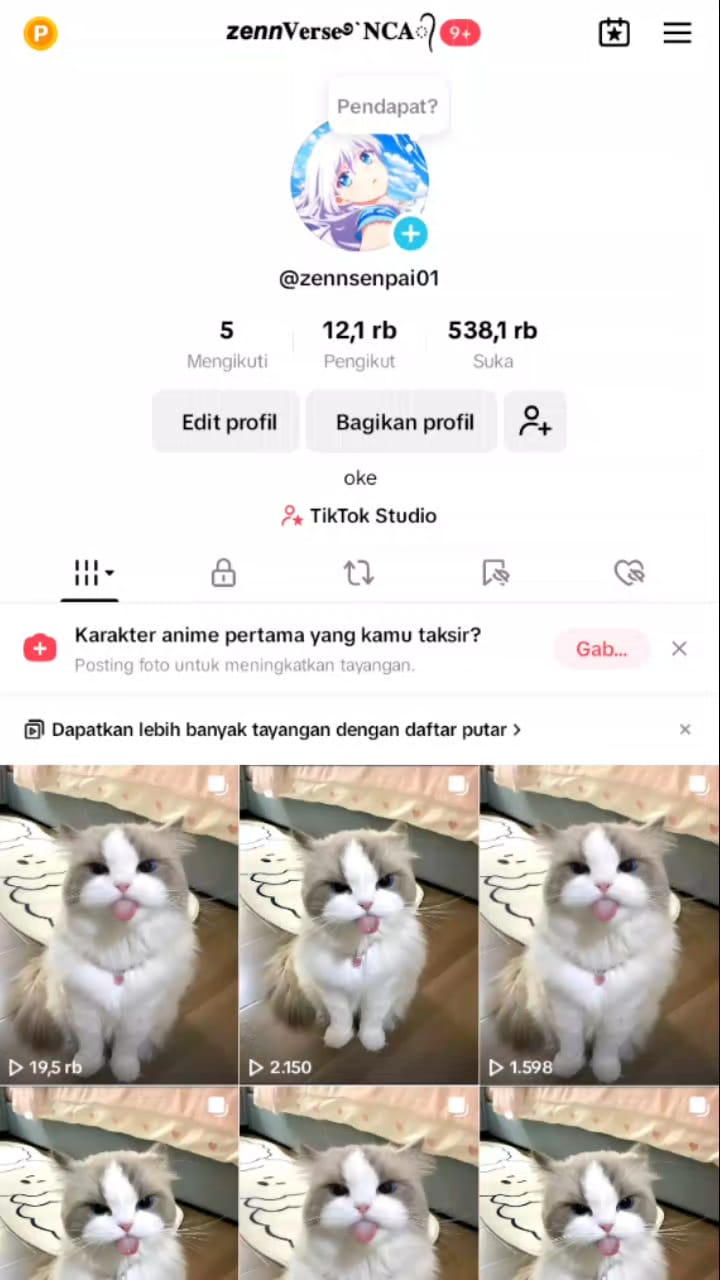 P
zennVerse୭`NCAꪾ 9+
Pendapat?
@zennsenpai01
5
Mengikuti
12,1 rb
Pengikut
538,1 rb
Suka
Edit profil
Bagikan profil
oke
TikTok Studio
Karakter anime pertama yang kamu taksir?
Posting foto untuk meningkatkan tayangan.
Gab...
Dapatkan lebih banyak tayangan dengan daftar putar
19,5 rb
2.150
1.598